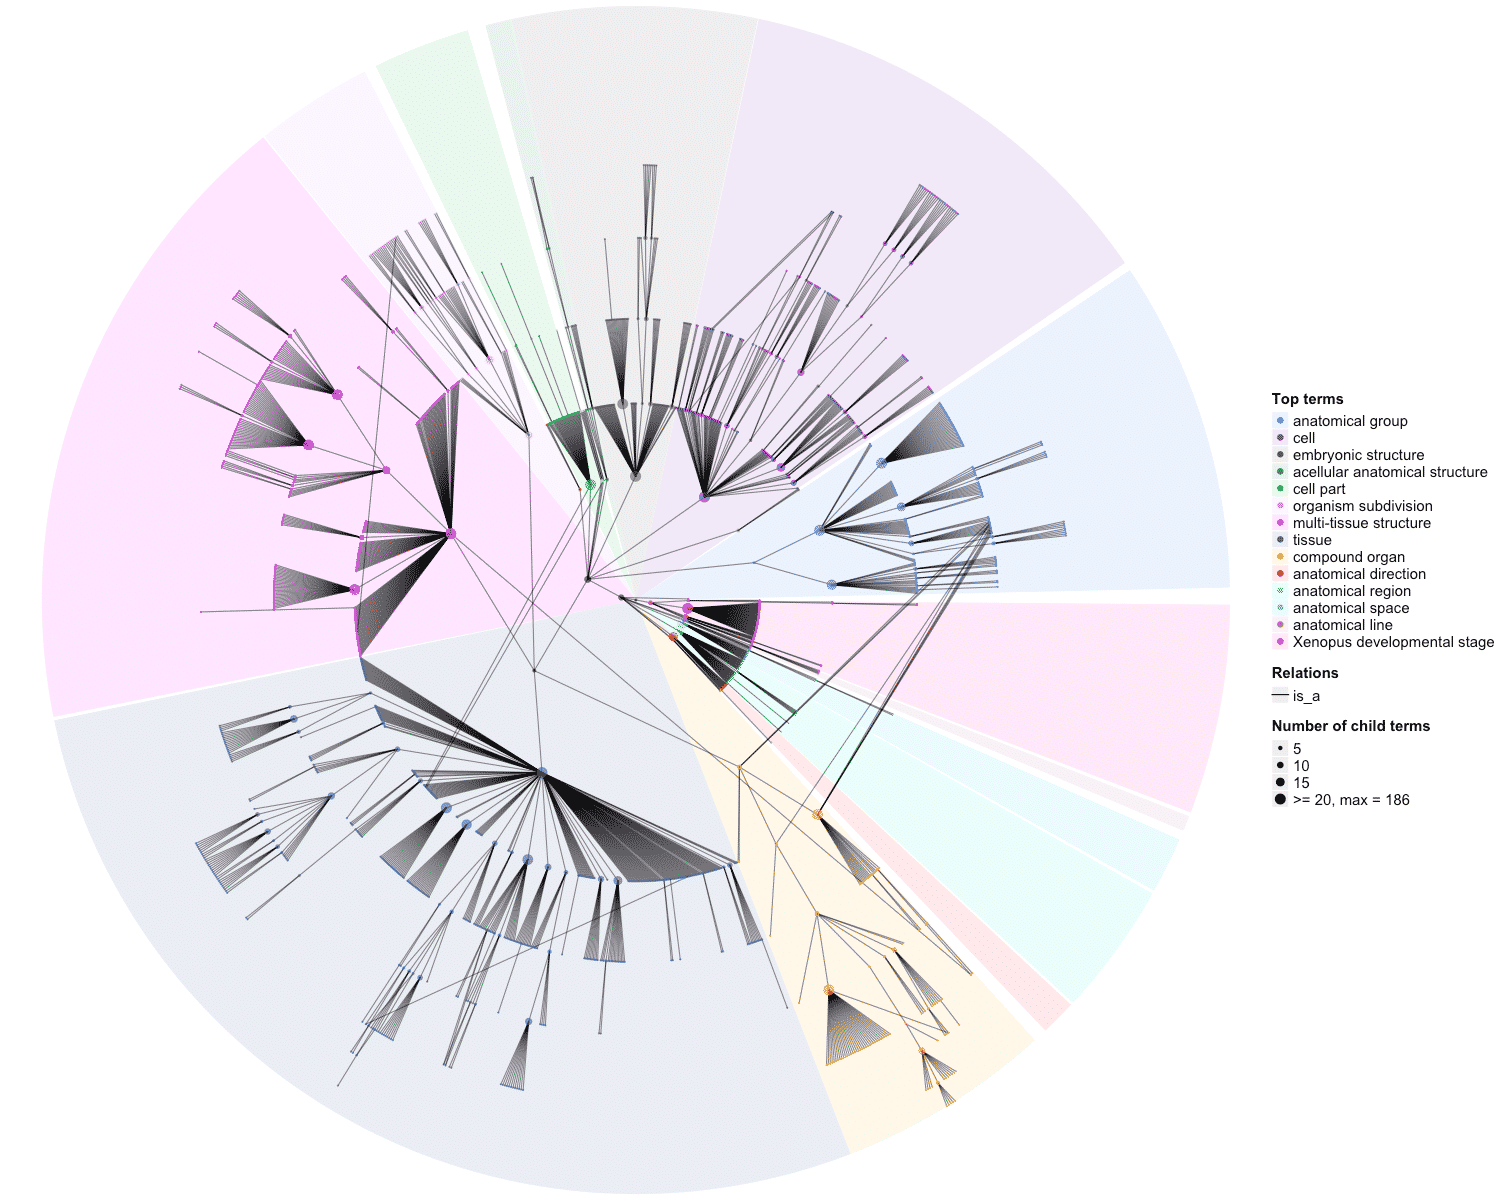 Top terms
anatomical group
cell
embryonic structure
acellular anatomical structure
cell part
organism subdivision
multi-tissue structure
tissue
compound organ
anatomical direction
anatomical region
anatomical space
anatomical line
Xenopus developmental stage
Relations
is_a
Number of child terms
5
10
15
>= 20, max = 186